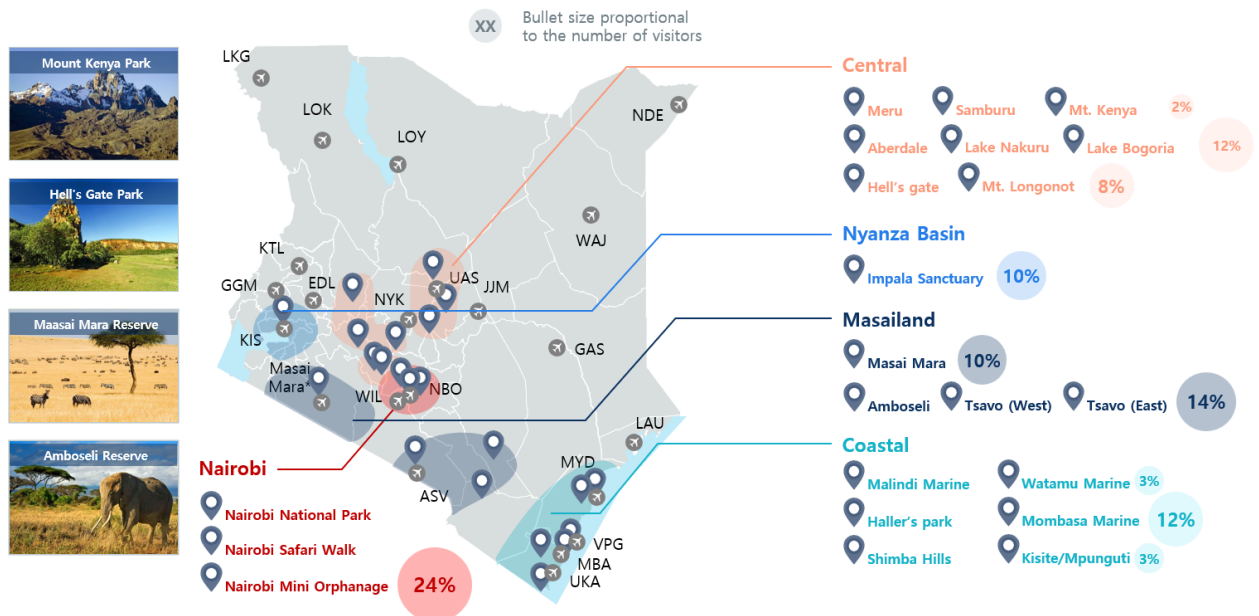 XX
Bullet size proportional
to the number of visitors
Mount Kenya Park
Hell's Gate Park
Maasai Mara Reserve
Amboseli Reserve
LKG
LOK
LOY
NDE
WAJ
KTL
GGM
EDL
UAS
NYK
JJM
KIS
GAS
Masai
Mara*
WIL
NBO
LAU
ASV
MYD
VPG
MBA
UKA
Nairobi
Nairobi National Park
Nairobi Safari Walk
Nairobi Mini Orphanage 24%
Central
Meru Samburu Mt. Kenya 2%
Aberdale Lake Nakuru Lake Bogoria 12%
Hell's gate Mt. Longonot 8%
Nyanza Basin
Impala Sanctuary 10%
Masailand
Masai Mara 10%
Amboseli Tsavo (West) Tsavo (East) 14%
Coastal
Malindi Marine Watamu Marine 3%
Haller's park Mombasa Marine 12%
Shimba Hills Kisite/Mpunguti 3%